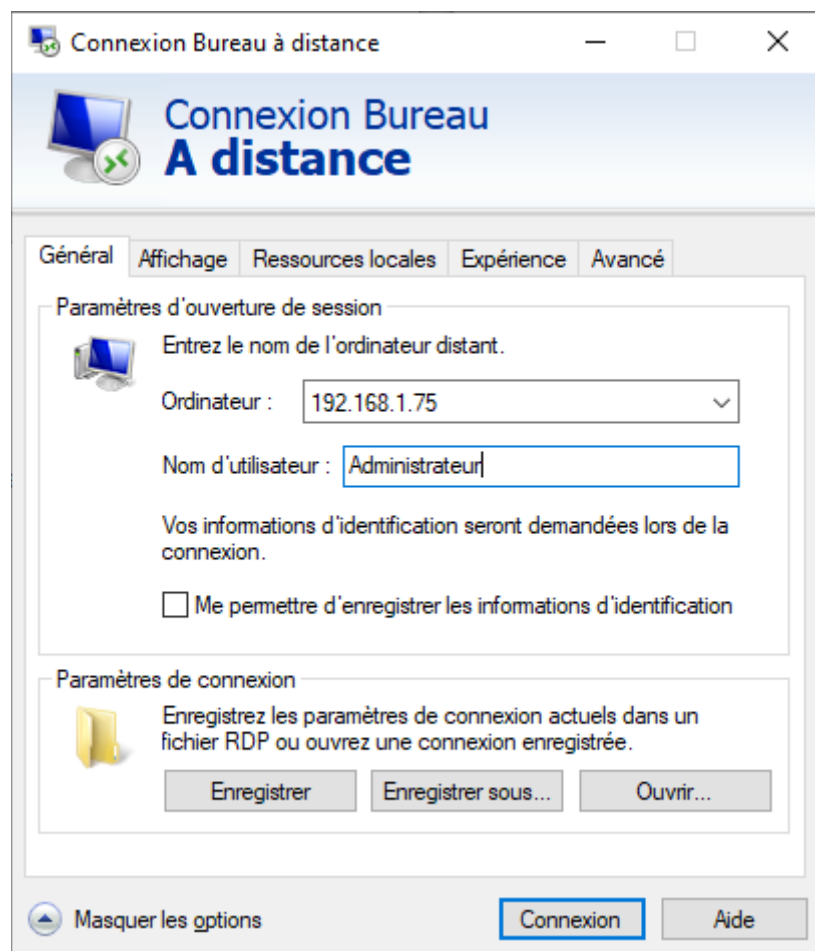 Connexion Bureau à distance
Connexion Bureau
A distance
Général Affichage Ressources locales Expérience Avancé
Paramètres d'ouverture de session
Entrez le nom de l'ordinateur distant.
Ordinateur : 192.168.1.75
Nom d'utilisateur : Administrateur
Vos informations d'identification seront demandées lors de la
connexion.
Me permettre d'enregistrer les informations d'identification
Paramètres de connexion
Enregistrez les paramètres de connexion actuels dans un
fichier RDP ou ouvrez une connexion enregistrée.
Enregistrer Enregistrer sous... Ouvrir...
Masquer les options Connexion Aide